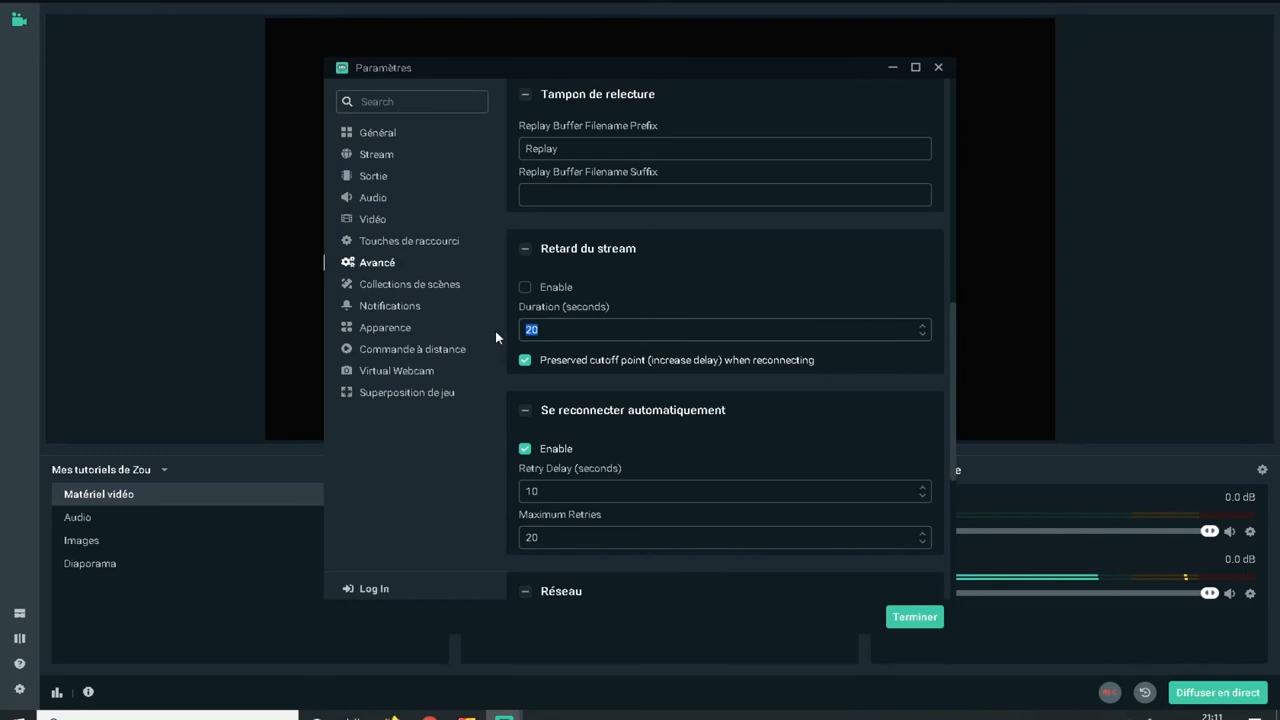 Paramètres
Search
Général
Stream
Sortie
Audio
Vidéo
Touches de raccourci
Avancé
Collections de scènes
Notifications
Apparence
Commande à distance
Virtual Webcam
Superposition de jeu
Log In
Tampon de relecture
Replay Buffer Filename Prefix
Replay
Replay Buffer Filename Suffix
Retard du stream
Enable
Duration (seconds)
20
Preserved cutoff point (increase delay) when reconnecting
Se reconnecter automatiquement
Enable
Retry Delay (seconds)
10
Maximum Retries
20
Réseau
Terminer
Mes tutoriels de Zou
Matériel vidéo
Audio
Images
Diaporama
0.0 dB
0.0 dB
REC
Diffuser en direct
21:11